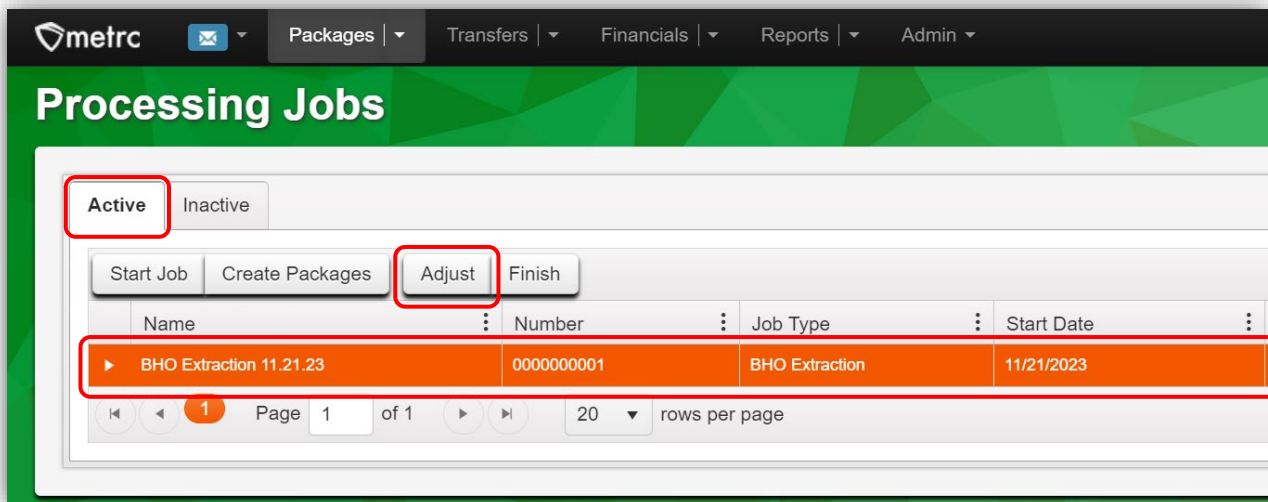 metrc Packages Transfers Financials Reports Admin
Processing Jobs
Active Inactive
Start Job Create Packages Adjust Finish
Name Number Job Type Start Date
BHO Extraction 11.21.23 0000000001 BHO Extraction 11/21/2023
1 Page 1 of 1 20 rows per page